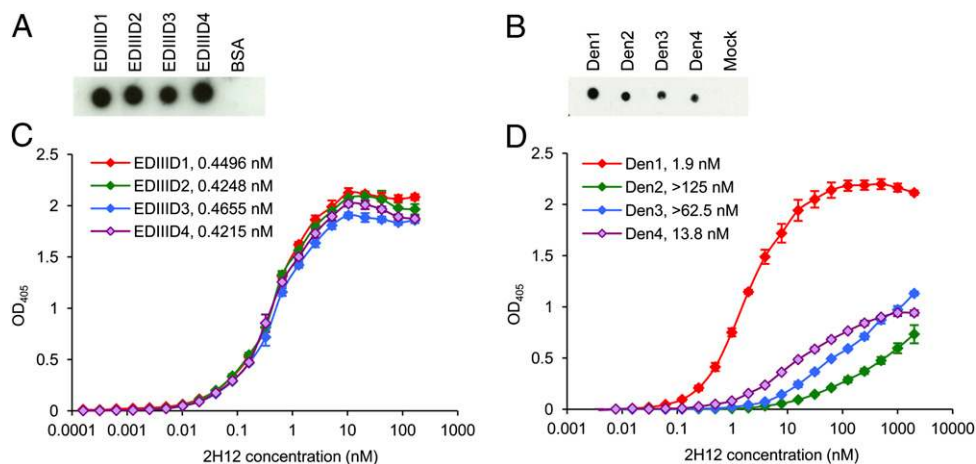 A
EDIIID1
EDIIID2
EDIIID3
EDIIID4
BSA
B
Den1
Den2
Den3
Den4
Mock
C
2.5
2
1.5
1
0.5
0
OD405
EDIIID1, 0.4496 nM
EDIIID2, 0.4248 nM
EDIIID3, 0.4655 nM
EDIIID4, 0.4215 nM
0.0001 0.001 0.01 0.1 1 10 100 1000
2H12 concentration (nM)
D
2.5
2
1.5
1
0.5
0
OD405
Den1, 1.9 nM
Den2, >125 nM
Den3, >62.5 nM
Den4, 13.8 nM
0.001 0.01 0.1 1 10 100 1000 10000
2H12 concentration (nM)